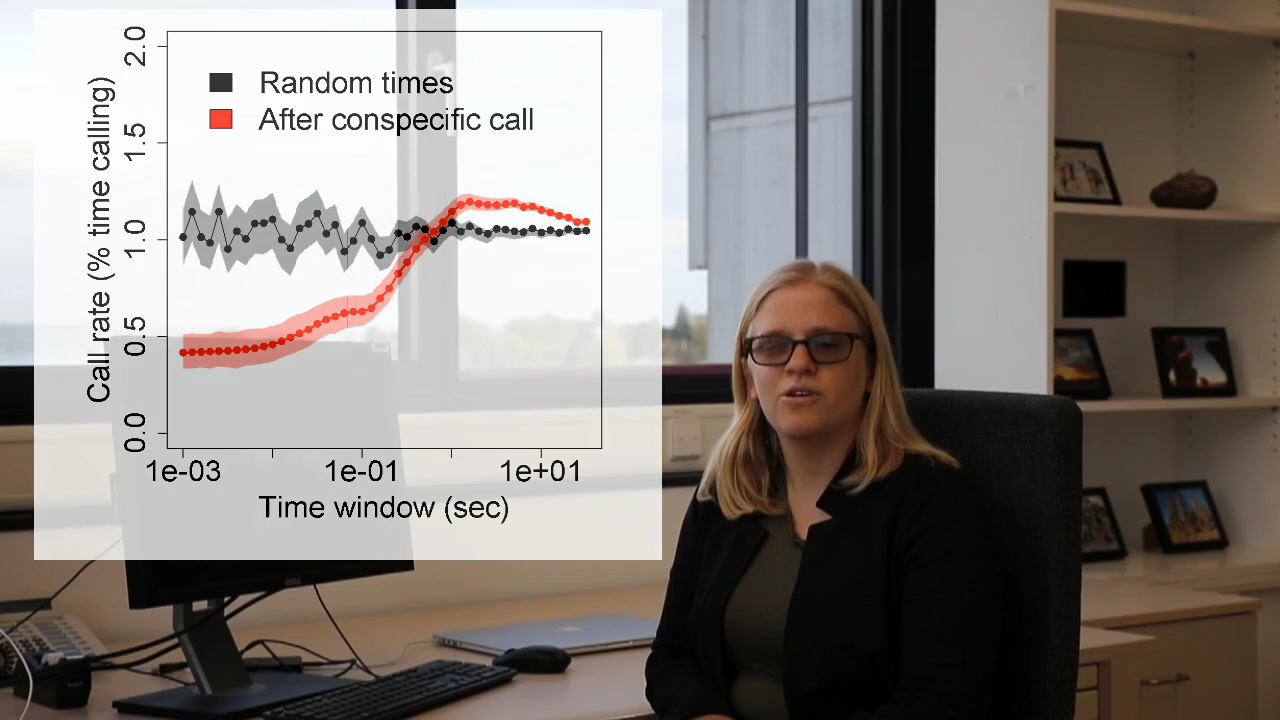 2.0
1.5
1.0
0.5
0.0
Call rate (% time calling)
Random times
After conspecific call
1e-03
1e-01
1e+01
Time window (sec)
DELL